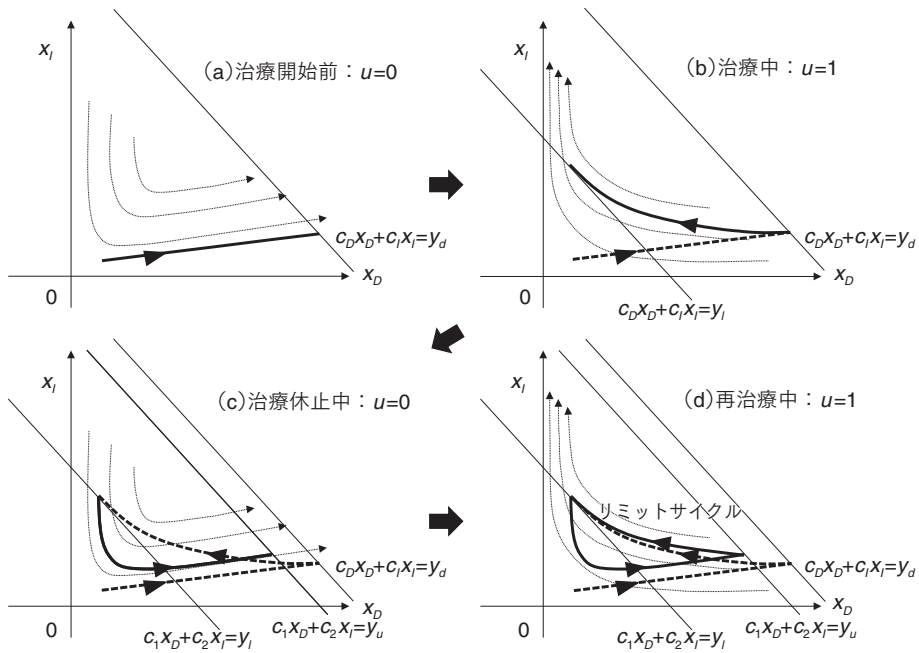 x_I
(a)治療開始前：u=0
c_Dx_D+c_Ix_I=y_d
x_D
0
x_I
(b)治療中：u=1
c_Dx_D+c_Ix_I=y_d
x_D
0
c_Dx_D+c_Ix_I=y_l
x_I
(c)治療休止中：u=0
c_Dx_D+c_Ix_I=y_d
x_D
0
c_1x_D+c_2x_I=y_l
c_1x_D+c_2x_I=y_u
x_I
(d)再治療中：u=1
リミットサイクル
c_Dx_D+c_Ix_I=y_d
x_D
0
c_1x_D+c_2x_I=y_l
c_1x_D+c_2x_I=y_u